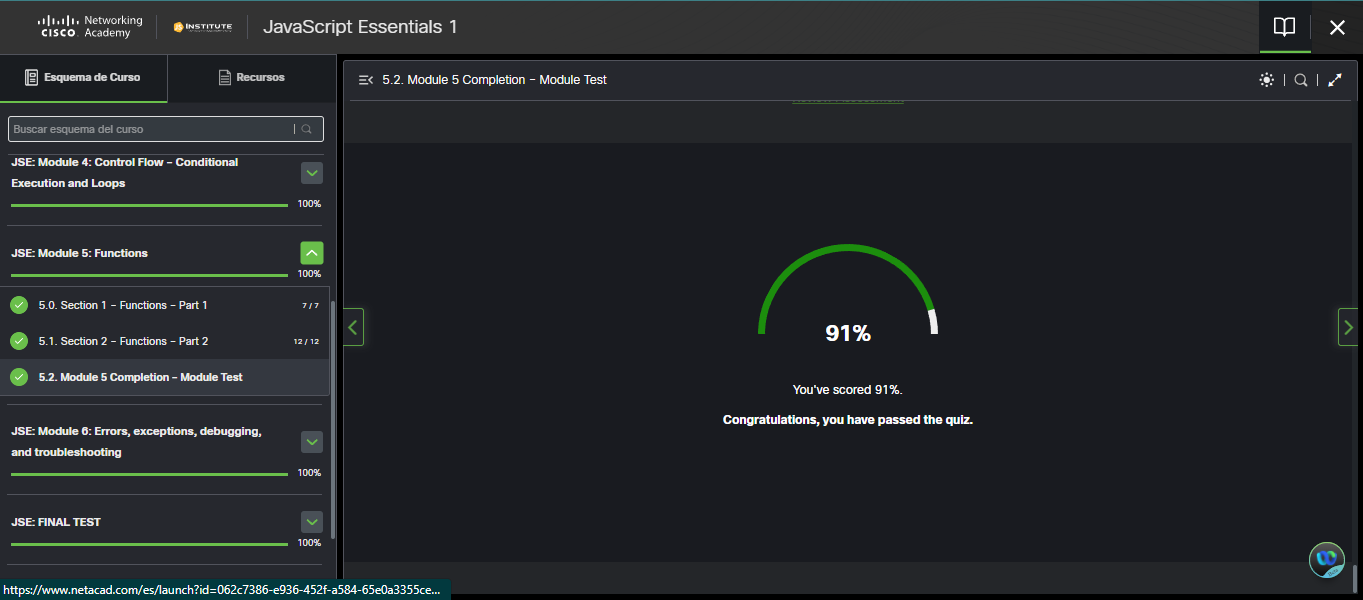 Networking
CISCO Academy
INSTITUTE
JavaScript Essentials 1
Esquema de Curso
Recursos
Buscar esquema del curso
JSE: Module 4: Control Flow – Conditional
Execution and Loops
100%
JSE: Module 5: Functions
100%
5.0. Section 1 – Functions – Part 1
7 / 7
5.1. Section 2 – Functions – Part 2
12 / 12
5.2. Module 5 Completion – Module Test
JSE: Module 6: Errors, exceptions, debugging,
and troubleshooting
100%
JSE: FINAL TEST
100%
https://www.netacad.com/es/launch?id=062c7386-e936-452f-a584-65e0a3355ce...
5.2. Module 5 Completion – Module Test
91%
You've scored 91%.
Congratulations, you have passed the quiz.